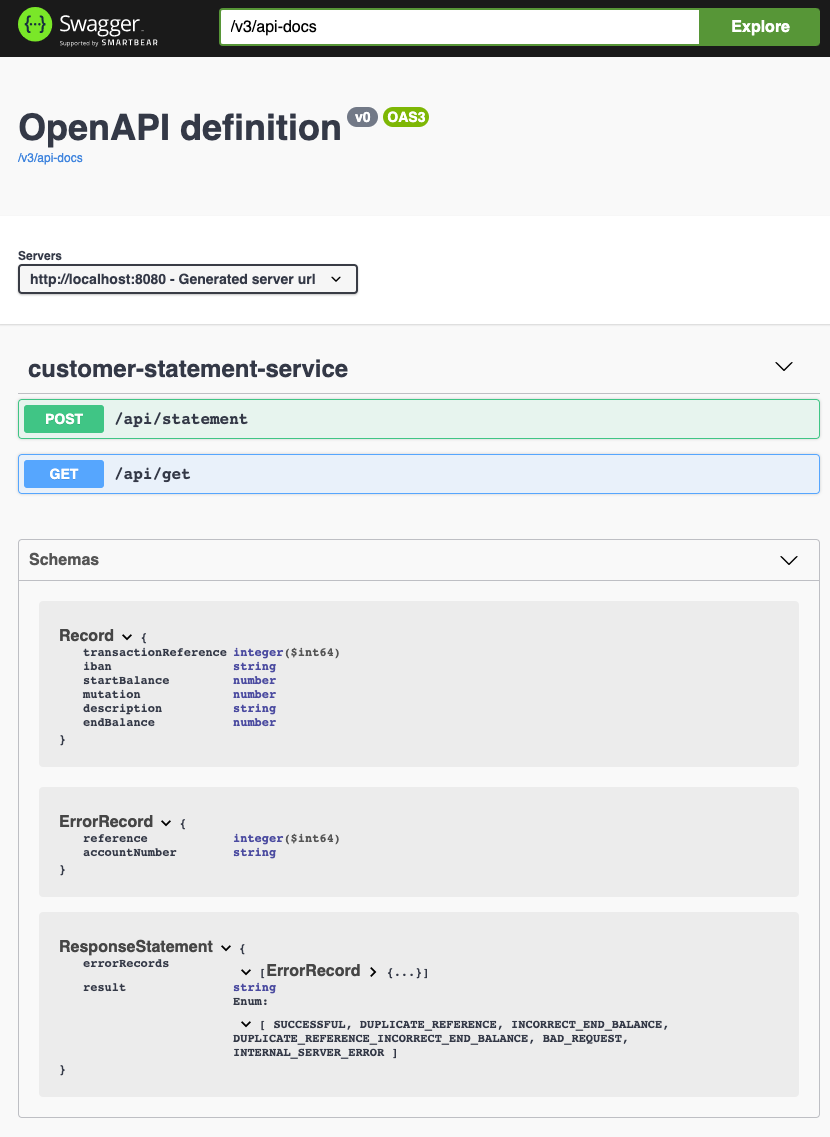 {···} Swagger.
Supported by SMARTBEAR
/v3/api-docs
Explore
OpenAPI definition v0 OAS3
/v3/api-docs
Servers
http://localhost:8080 - Generated server url
customer-statement-service
POST /api/statement
GET /api/get
Schemas
Record {
transactionReference integer($int64)
iban string
startBalance number
mutation number
description string
endBalance number
}
ErrorRecord {
reference integer($int64)
accountNumber string
}
ResponseStatement {
errorRecords [ErrorRecord {...}]
result string
Enum:
[ SUCCESSFUL, DUPLICATE_REFERENCE, INCORRECT_END_BALANCE,
DUPLICATE_REFERENCE_INCORRECT_END_BALANCE, BAD_REQUEST,
INTERNAL_SERVER_ERROR ]
}